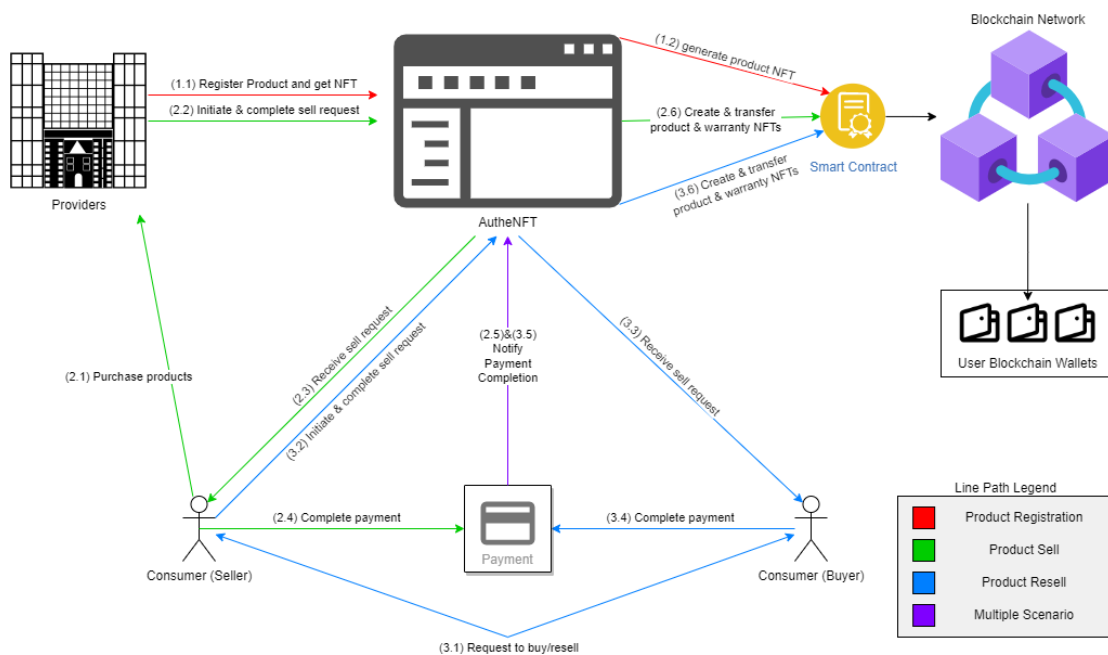 Blockchain Network
(1.2) generate product NFT
(1.1) Register Product and get NFT
(2.2) Initiate & complete sell request
(2.6) Create & transfer
product & warranty NFTs
Smart Contract
(3.6) Create & transfer
product & warranty NFTs
Providers
AutheNFT
(2.3) Receive sell request
(3.2) Initiate & complete sell request
(2.5)&(3.5)
Notify
Payment
Completion
(3.3) Receive sell request
User Blockchain Wallets
(2.1) Purchase products
(2.4) Complete payment
(3.4) Complete payment
Payment
Consumer (Seller)
Consumer (Buyer)
(3.1) Request to buy/resell
Line Path Legend
Product Registration
Product Sell
Product Resell
Multiple Scenario